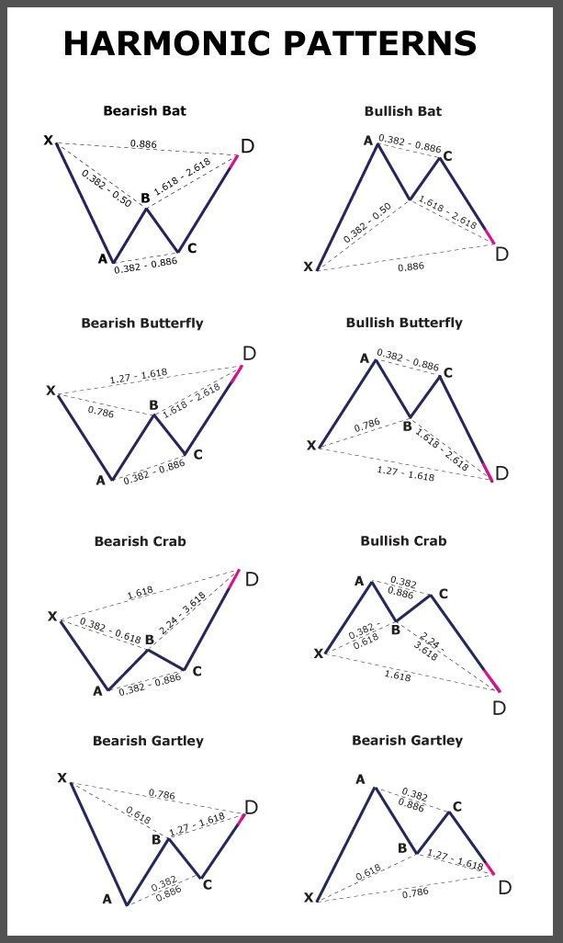 HARMONIC PATTERNS
Bearish Bat
X
0.886
D
0.382 - 0.50
B
1.618 - 2.618
A
0.382 - 0.886
C
Bullish Bat
A
0.382 - 0.886
C
0.382 - 0.50
1.618 - 2.618
X
0.886
D
Bearish Butterfly
X
1.27 - 1.618
D
0.786
B
1.618 - 2.618
A
0.382 - 0.886
C
Bullish Butterfly
A
0.382 - 0.886
C
0.786
B
1.618 - 2.618
X
1.27 - 1.618
D
Bearish Crab
X
1.618
D
0.382 - 0.618
B
2.24 - 3.618
A
0.382 - 0.886
C
Bullish Crab
A
0.382
0.886
C
0.382
0.618
B
2.24 -
3.618
X
1.618
D
Bearish Gartley
X
0.786
D
0.618
B
1.27 - 1.618
A
0.382
0.886
C
Bearish Gartley
A
0.382
0.886
C
B
0.618
1.27 - 1.618
X
0.786
D